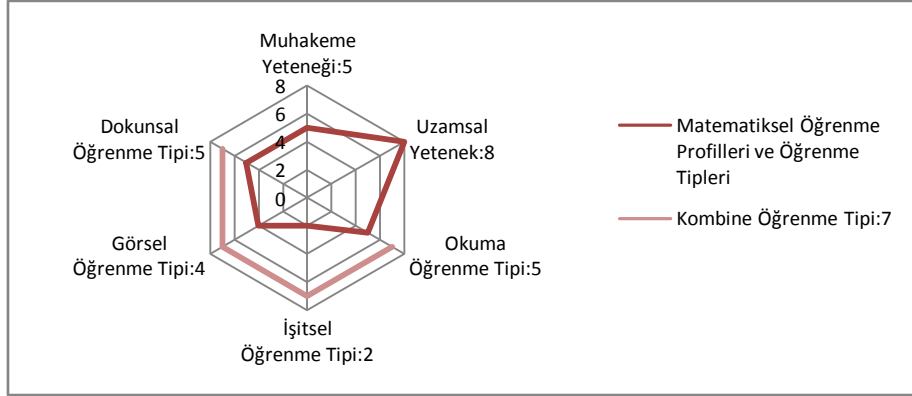 Muhakeme
Yeteneği:5
8
6
4
2
0
Dokunsal
Öğrenme Tipi:5
Uzamsal
Yetenek:8
Görsel
Öğrenme Tipi:4
Okuma
Öğrenme Tipi:5
İşitsel
Öğrenme Tipi:2
Matematiksel Öğrenme
Profilleri ve Öğrenme
Tipleri
Kombine Öğrenme Tipi:7